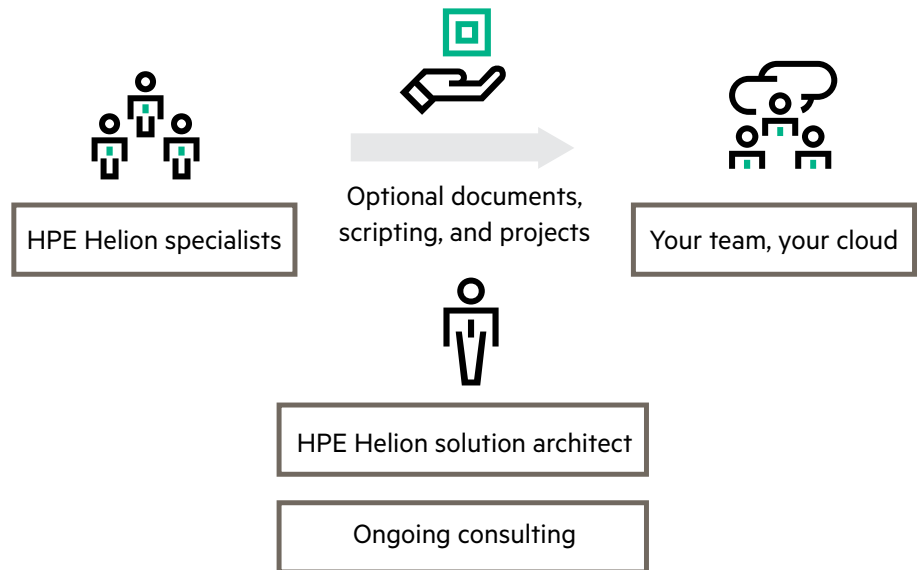 Optional documents,
scripting, and projects
HPE Helion specialists
Your team, your cloud
HPE Helion solution architect
Ongoing consulting